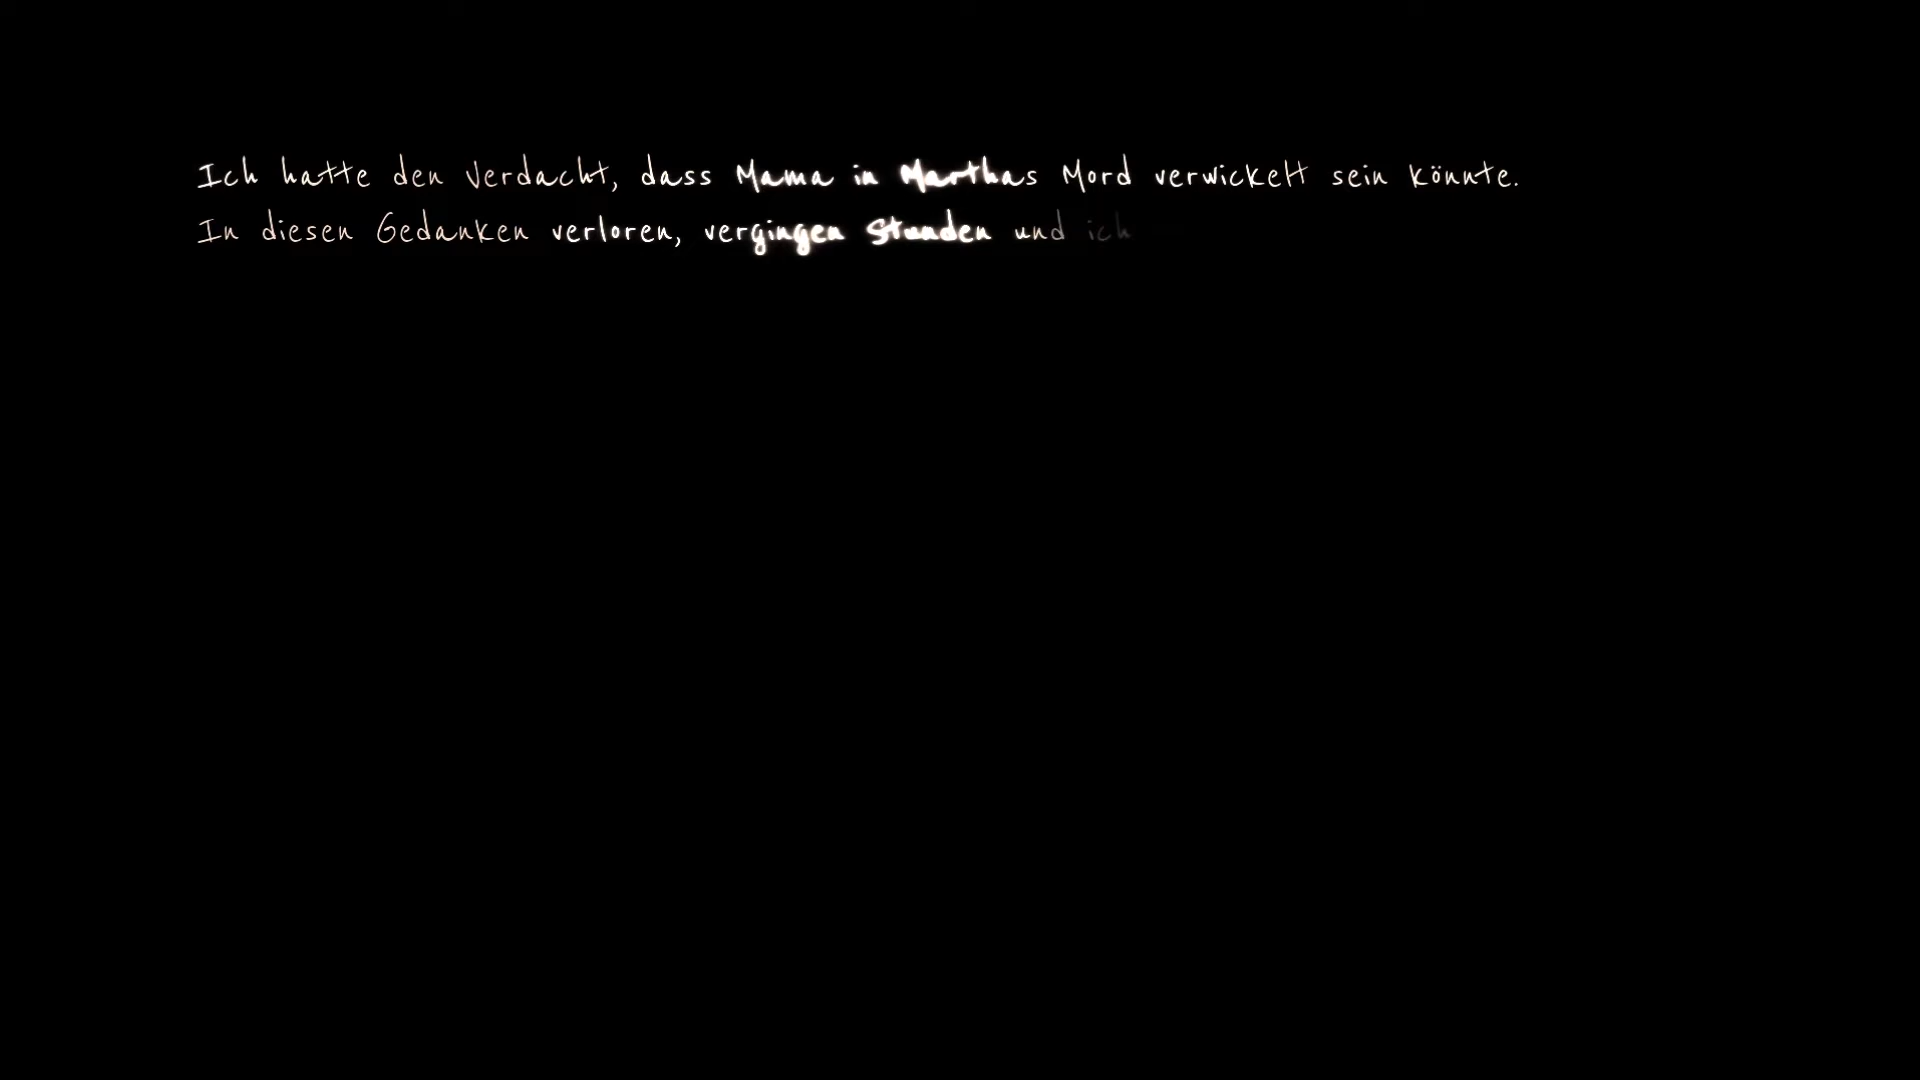 Ich hatte den Verdacht, dass Mama in Marthas Mord verwickelt sein könnte.
In diesen Gedanken verloren, vergingen Stunden und ich